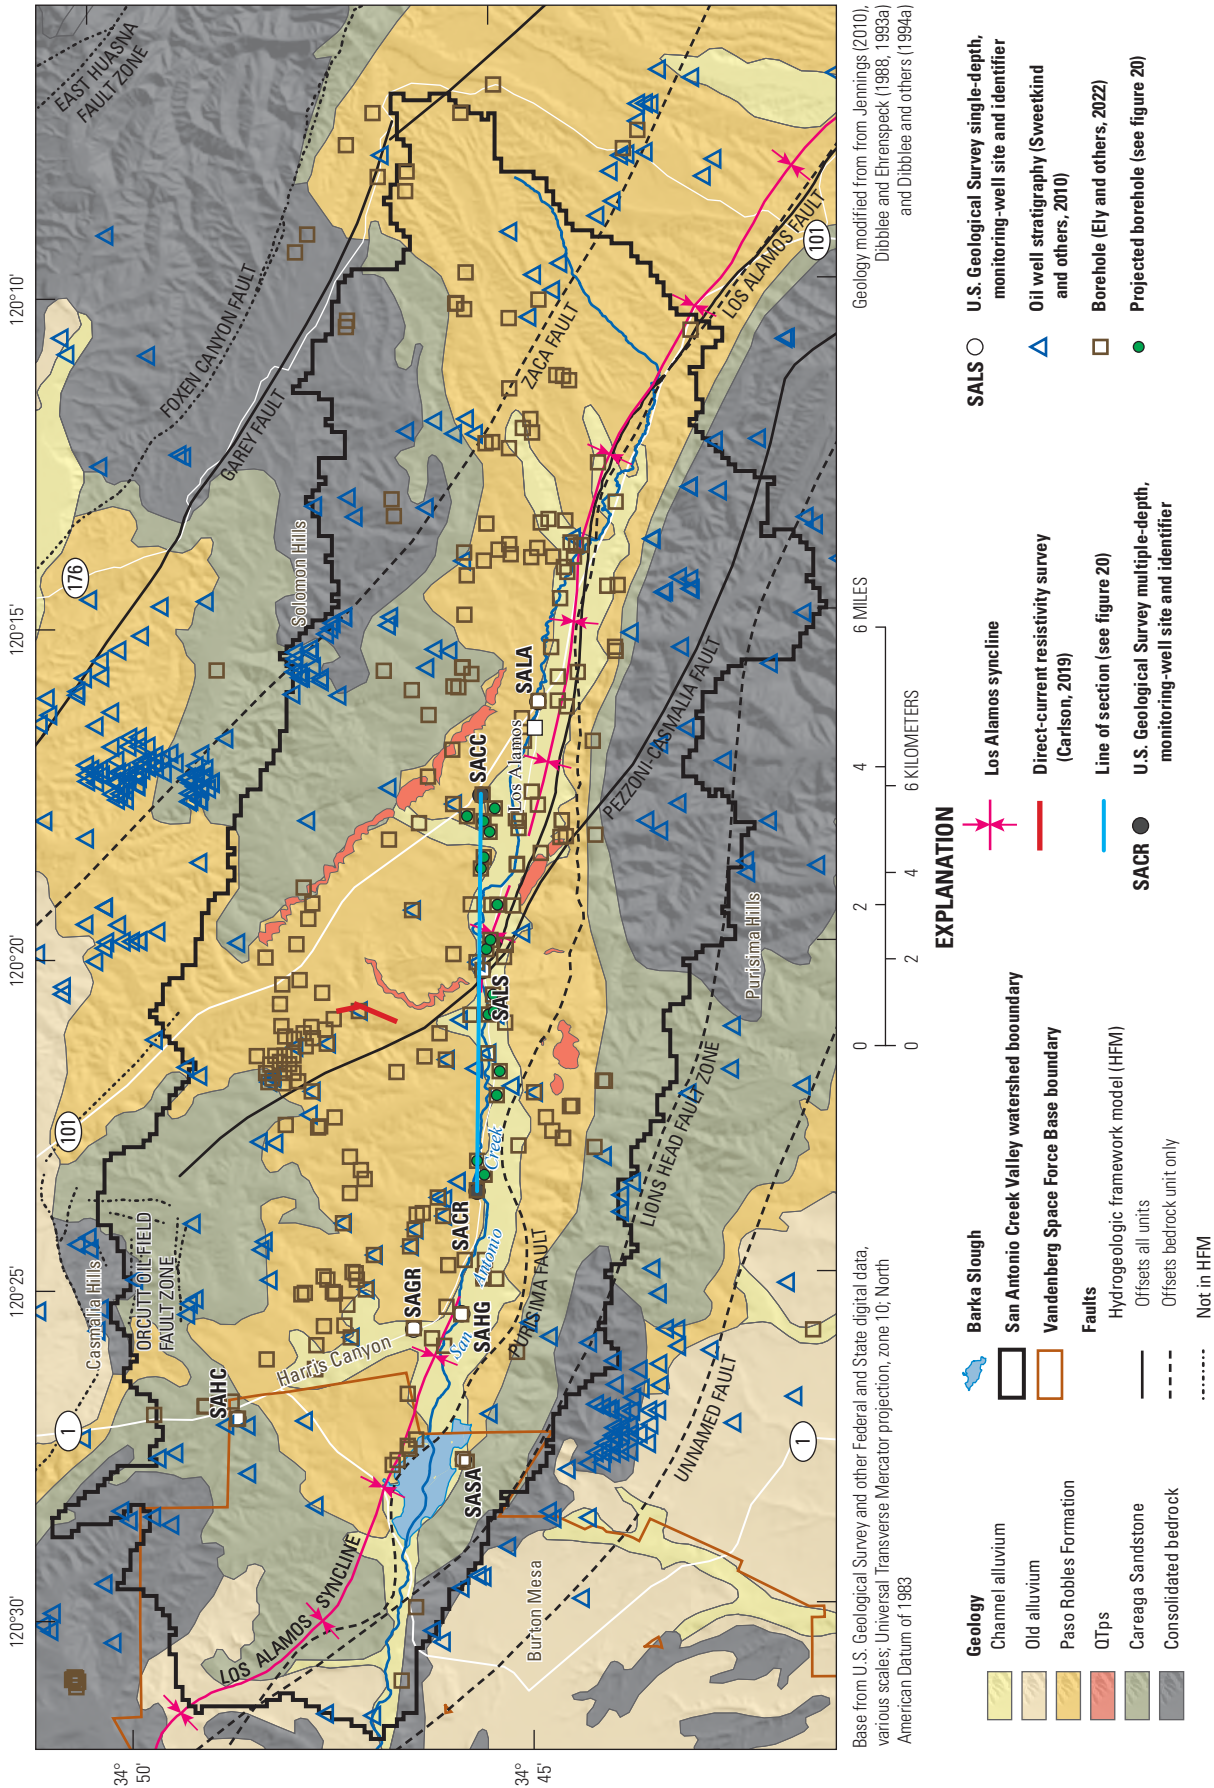 120°30'
120°25'
120°20'
120°15'
120°10'
34°
50'
34°
45'
EAST HUASNA
FAULT ZONE
FOXEN CANYON FAULT
GAREY FAULT
176
Solomon Hills
ZACA FAULT
101
Casmalia Hills
ORCUTT OIL FIELD
FAULT ZONE
1
SAHC
Harris Canyon
SAGR
SACR
SAHG
SASA
SALS
SACC
SALA
Los Alamos
San
Antonio
Creek
LOS ALAMOS SYNCLINE
LOS ALAMOS FAULT
101
PURISIMA FAULT
PEZZONI-CASMALIA FAULT
LIONS HEAD FAULT ZONE
Purisima Hills
UNNAMED FAULT
Burton Mesa
1
Base from U.S. Geological Survey and other Federal and State digital data,
various scales; Universal Transverse Mercator projection, zone 10; North
American Datum of 1983
0 2 4 6 MILES
0 2 4 6 KILOMETERS
Geology modified from from Jennings (2010),
Dibblee and Ehrenspeck (1988, 1993a)
and Dibblee and others (1994a)
EXPLANATION
Geology
Channel alluvium
Old alluvium
Paso Robles Formation
QTps
Careaga Sandstone
Consolidated bedrock
Barka Slough
San Antonio Creek Valley watershed booundary
Vandenberg Space Force Base boundary
Faults
Hydrogeologic framework model (HFM)
Offsets all units
Offsets bedrock unit only
Not in HFM
Los Alamos syncline
Direct-current resistivity survey
(Carlson, 2019)
Line of section (see figure 20)
SACR U.S. Geological Survey multiple-depth,
monitoring-well site and identifier
SALS U.S. Geological Survey single-depth,
monitoring-well site and identifier
Oil well stratigraphy (Sweetkind
and others, 2010)
Borehole (Ely and others, 2022)
Projected borehole (see figure 20)